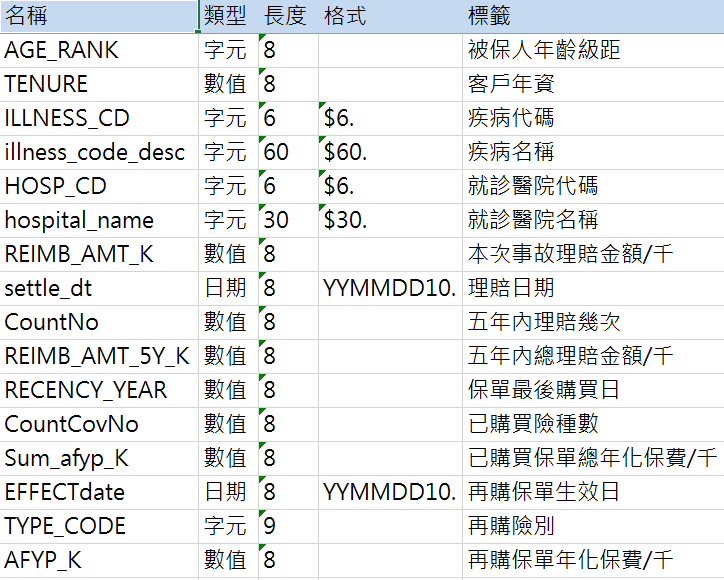 名稱 類型 長度 格式 標籤
AGE_RANK 字元 8 被保人年齡級距
TENURE 數值 8 客戶年資
ILLNESS_CD 字元 6 $6. 疾病代碼
illness_code_desc 字元 60 $60. 疾病名稱
HOSP_CD 字元 6 $6. 就診醫院代碼
hospital_name 字元 30 $30. 就診醫院名稱
REIMB_AMT_K 數值 8 本次事故理賠金額/千
settle_dt 日期 8 YYMMDD10. 理賠日期
CountNo 數值 8 五年內理賠幾次
REIMB_AMT_5Y_K 數值 8 五年內總理賠金額/千
RECENCY_YEAR 數值 8 保單最後購買日
CountCovNo 數值 8 已購買險種數
Sum_afyp_K 數值 8 已購買保單總年化保費/千
EFFECTdate 日期 8 YYMMDD10. 再購保單生效日
TYPE_CODE 字元 9 再購險別
AFYP_K 數值 8 再購保單年化保費/千